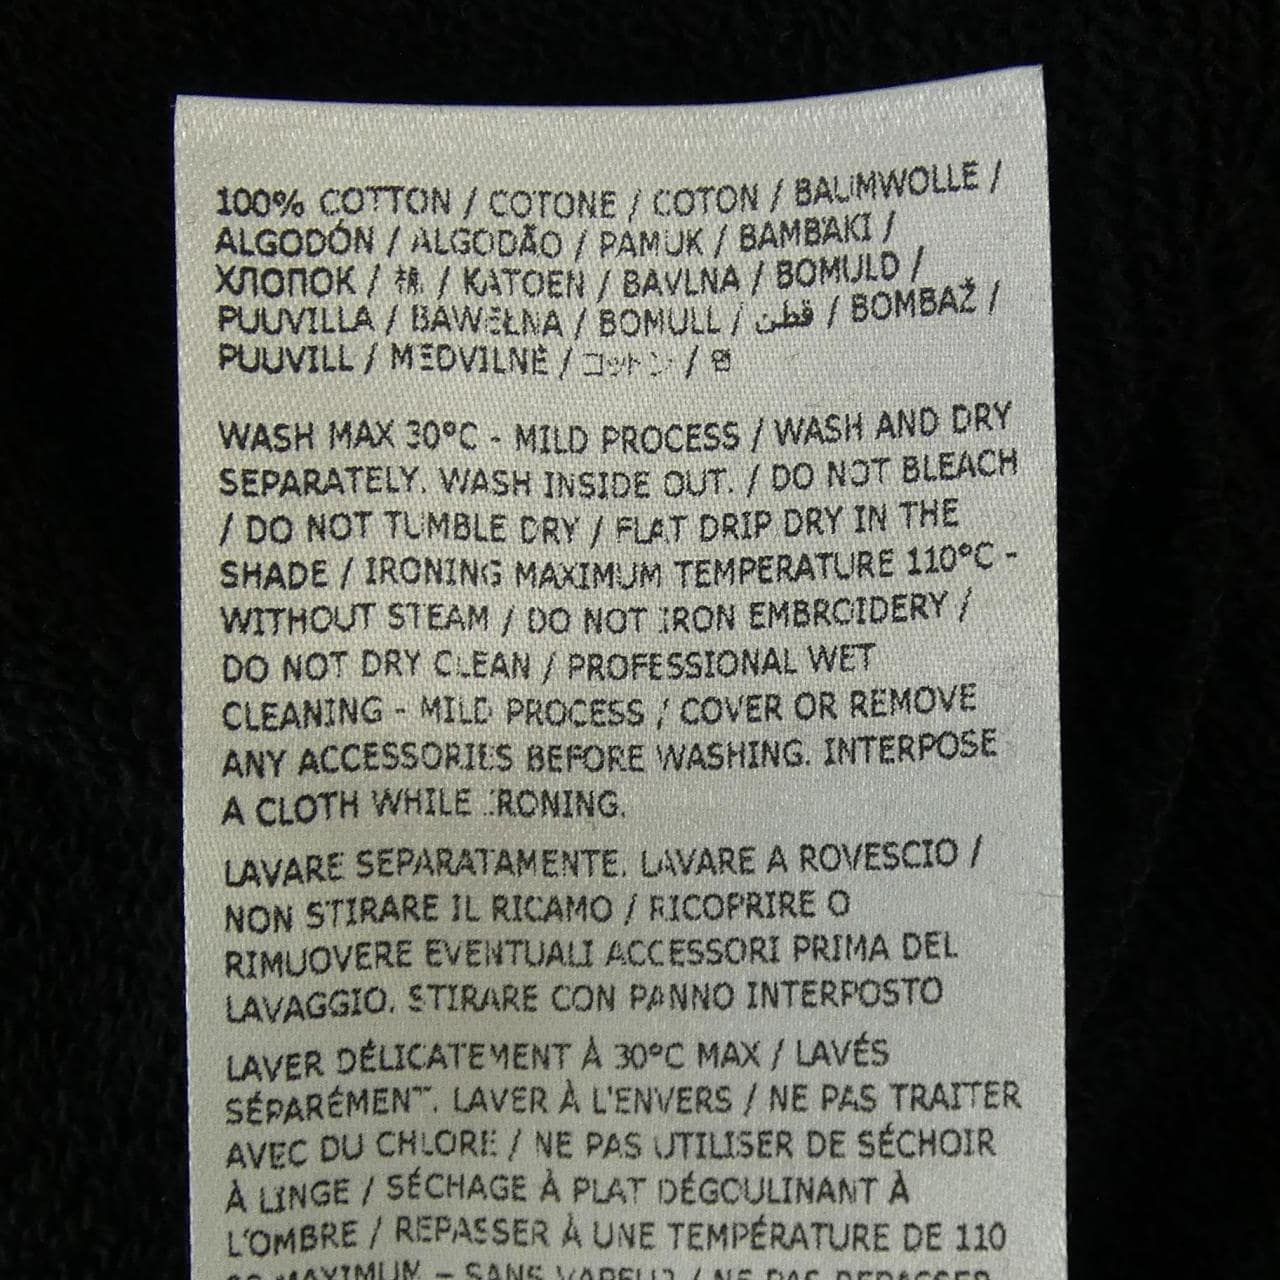 100% COTTON / COTONE / COTON / BAUMWOLLE /
ALGODÓN / ALGODÃO / PAMUK / BAMBAKI /
ХЛОПОК / 棉 / KATOEN / BAVLNA / BOMULD /
PUUVILLA / BAWEŁNA / BOMULL / قطن / BOMBAŽ /
PUUVILL / MEDVILNĖ / コットン / 면
WASH MAX 30°C - MILD PROCESS / WASH AND DRY
SEPARATELY. WASH INSIDE OUT. / DO NOT BLEACH
/ DO NOT TUMBLE DRY / FLAT DRIP DRY IN THE
SHADE / IRONING MAXIMUM TEMPERATURE 110°C -
WITHOUT STEAM / DO NOT IRON EMBROIDERY /
DO NOT DRY CLEAN / PROFESSIONAL WET
CLEANING - MILD PROCESS / COVER OR REMOVE
ANY ACCESSORIES BEFORE WASHING. INTERPOSE
A CLOTH WHILE IRONING.
LAVARE SEPARATAMENTE. LAVARE A ROVESCIO /
NON STIRARE IL RICAMO / RICOPRIRE O
RIMUOVERE EVENTUALI ACCESSORI PRIMA DEL
LAVAGGIO. STIRARE CON PANNO INTERPOSTO
LAVER DÉLICATEMENT À 30°C MAX / LAVÉS
SÉPARÉMENT. LAVER À L'ENVERS / NE PAS TRAITER
AVEC DU CHLORE / NE PAS UTILISER DE SÉCHOIR
À LINGE / SÉCHAGE À PLAT DÉGOULINANT À
L'OMBRE / REPASSER À UNE TEMPÉRATURE DE 110
MAXIMUM - SANS VAPEUR / NE PAS REPASSER